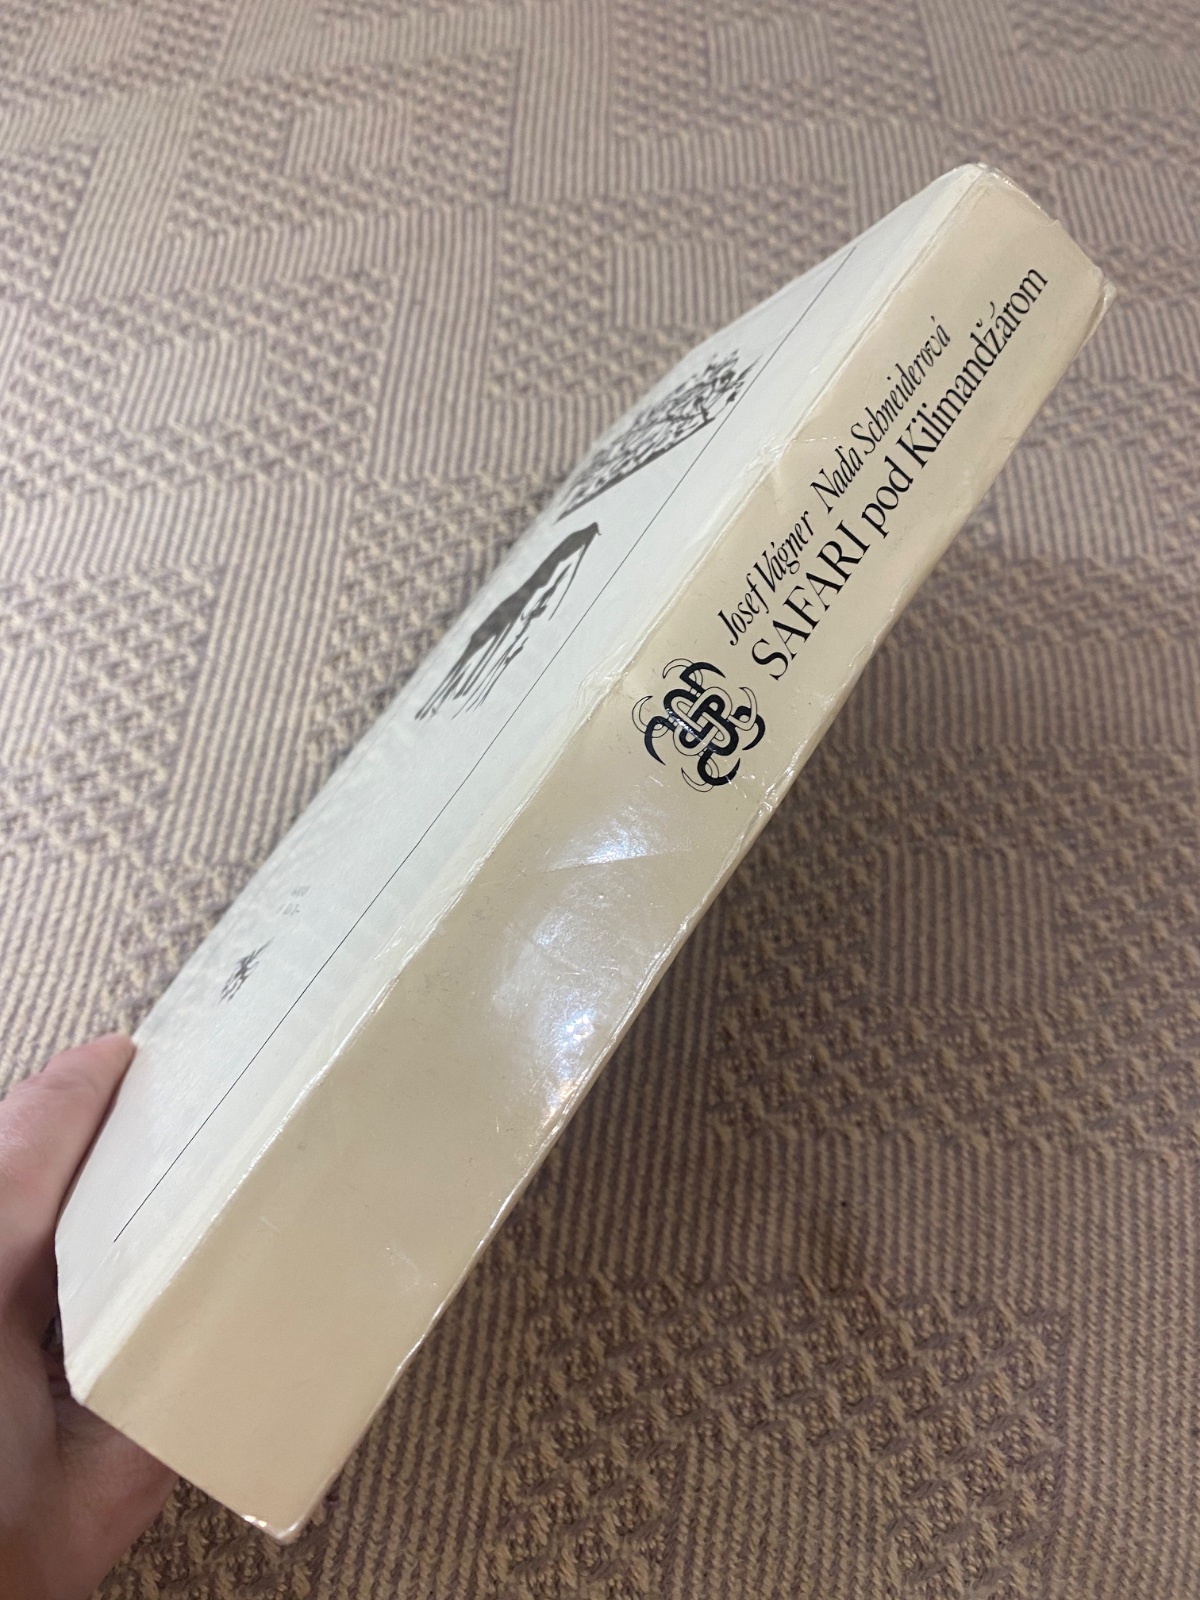 Josef Vágner Naďa Schneiderová
SAFARI pod Kilimandžárom